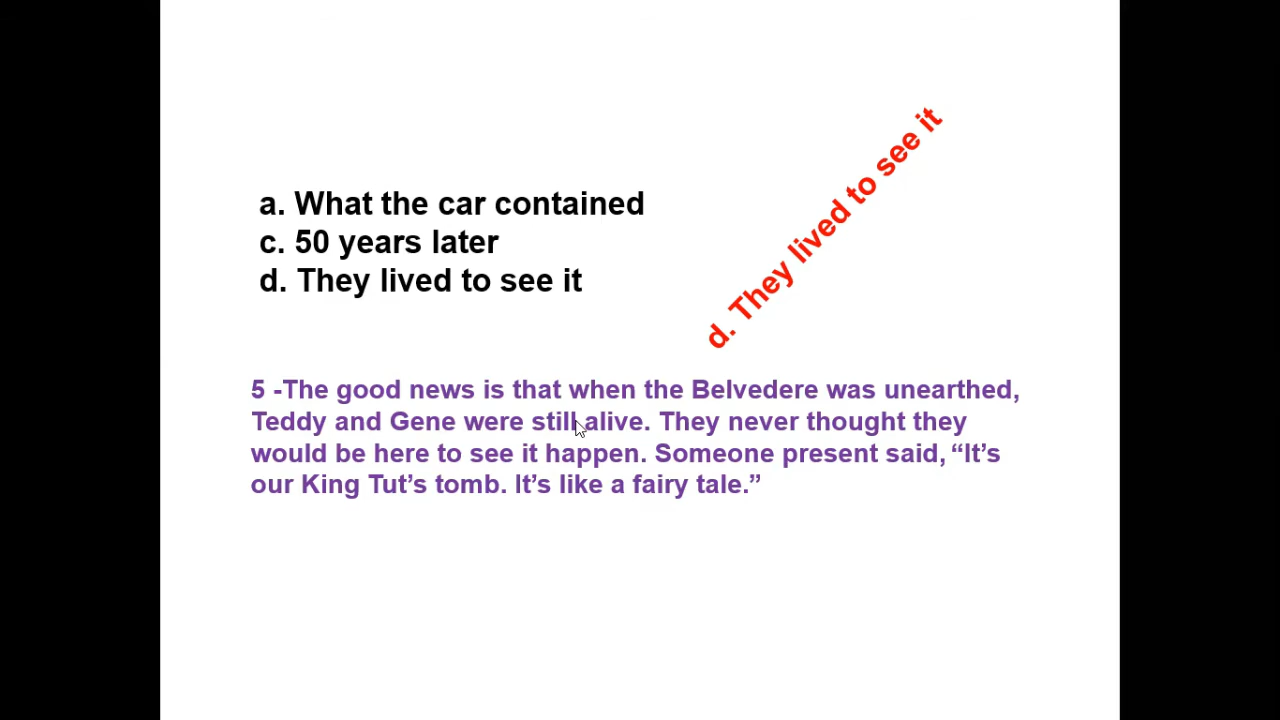 a. What the car contained
c. 50 years later
d. They lived to see it
d. They lived to see it
5 -The good news is that when the Belvedere was unearthed,
Teddy and Gene were still alive. They never thought they
would be here to see it happen. Someone present said, “It’s
our King Tut’s tomb. It’s like a fairy tale.”